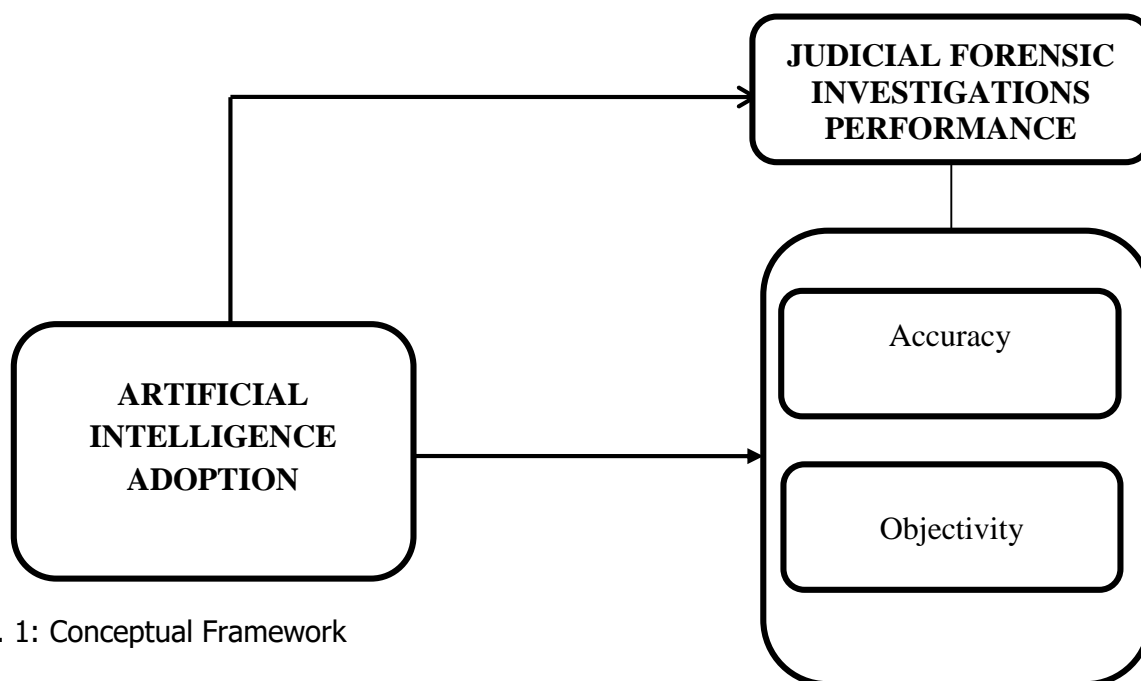 JUDICIAL FORENSIC
INVESTIGATIONS
PERFORMANCE
Accuracy
ARTIFICIAL
INTELLIGENCE
ADOPTION
Objectivity
. 1: Conceptual Framework